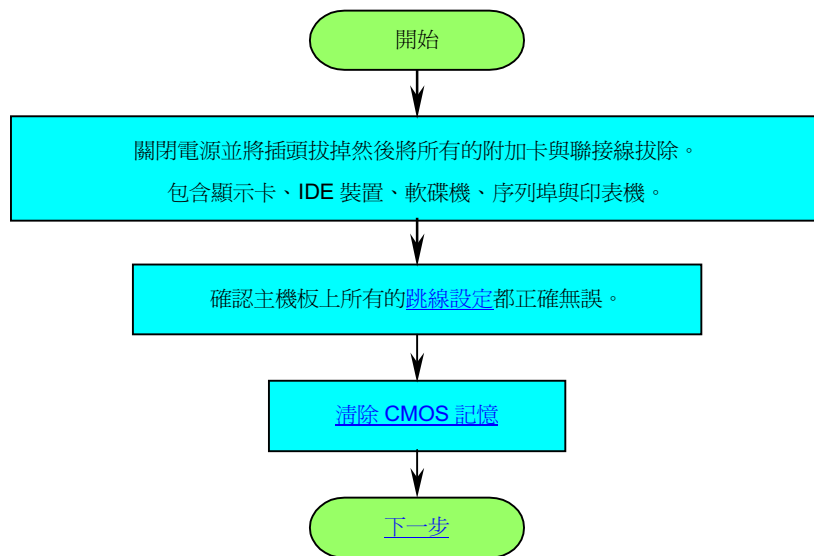 開始
關閉電源並將插頭拔掉然後將所有的附加卡與聯接線拔除。
包含顯示卡、IDE 裝置、軟碟機、序列埠與印表機。
確認主機板上所有的跳線設定都正確無誤。
清除 CMOS 記憶
下一步